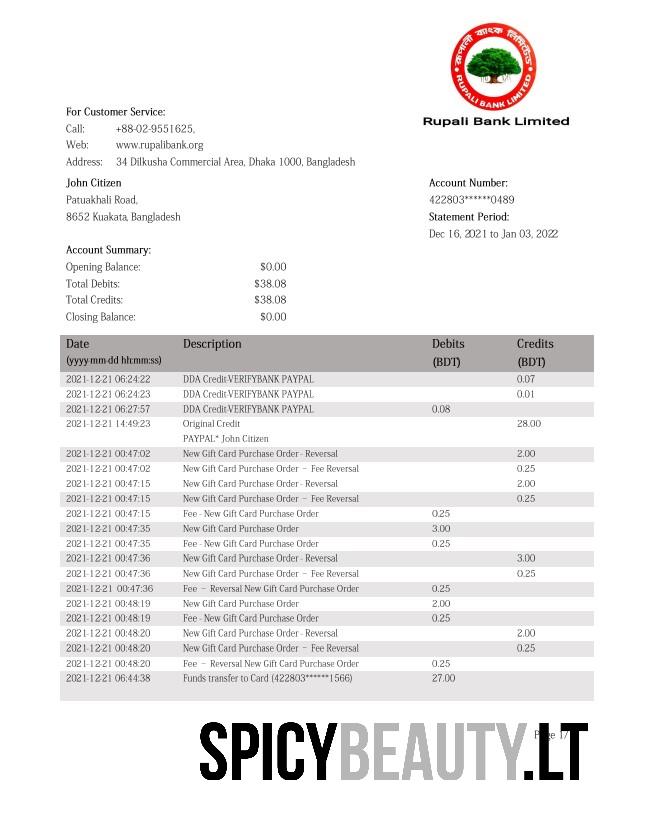 রূপালী ব্যাংক লিমিটেড
RUPALI BANK LIMITED
Rupali Bank Limited
For Customer Service:
Call: +88-02-9551625,
Web: www.rupalibank.org
Address: 34 Dilkusha Commercial Area, Dhaka 1000, Bangladesh
John Citizen
Patuakhali Road,
8652 Kuakata, Bangladesh
Account Number:
422803******0489
Statement Period:
Dec 16, 2021 to Jan 03, 2022
Account Summary:
Opening Balance: $0.00
Total Debits: $38.08
Total Credits: $38.08
Closing Balance: $0.00
Date Description Debits Credits
(yyyy-mm-dd hh:mm:ss) (BDT) (BDT)
2021-12-21 06:24:22 DDA Credit-VERIFYBANK PAYPAL 0.07
2021-12-21 06:24:23 DDA Credit-VERIFYBANK PAYPAL 0.01
2021-12-21 06:27:57 DDA Credit-VERIFYBANK PAYPAL 0.08
2021-12-21 14:49:23 Original Credit 28.00
PAYPAL* John Citizen
2021-12-21 00:47:02 New Gift Card Purchase Order - Reversal 2.00
2021-12-21 00:47:02 New Gift Card Purchase Order – Fee Reversal 0.25
2021-12-21 00:47:15 New Gift Card Purchase Order - Reversal 2.00
2021-12-21 00:47:15 New Gift Card Purchase Order – Fee Reversal 0.25
2021-12-21 00:47:15 Fee - New Gift Card Purchase Order 0.25
2021-12-21 00:47:35 New Gift Card Purchase Order 3.00
2021-12-21 00:47:35 Fee - New Gift Card Purchase Order 0.25
2021-12-21 00:47:36 New Gift Card Purchase Order - Reversal 3.00
2021-12-21 00:47:36 New Gift Card Purchase Order – Fee Reversal 0.25
2021-12-21 00:47:36 Fee – Reversal New Gift Card Purchase Order 0.25
2021-12-21 00:48:19 New Gift Card Purchase Order 2.00
2021-12-21 00:48:19 Fee - New Gift Card Purchase Order 0.25
2021-12-21 00:48:20 New Gift Card Purchase Order - Reversal 2.00
2021-12-21 00:48:20 New Gift Card Purchase Order – Fee Reversal 0.25
2021-12-21 00:48:20 Fee – Reversal New Gift Card Purchase Order 0.25
2021-12-21 06:44:38 Funds transfer to Card (422803******1566) 27.00
SPICYBEAUTY.LT